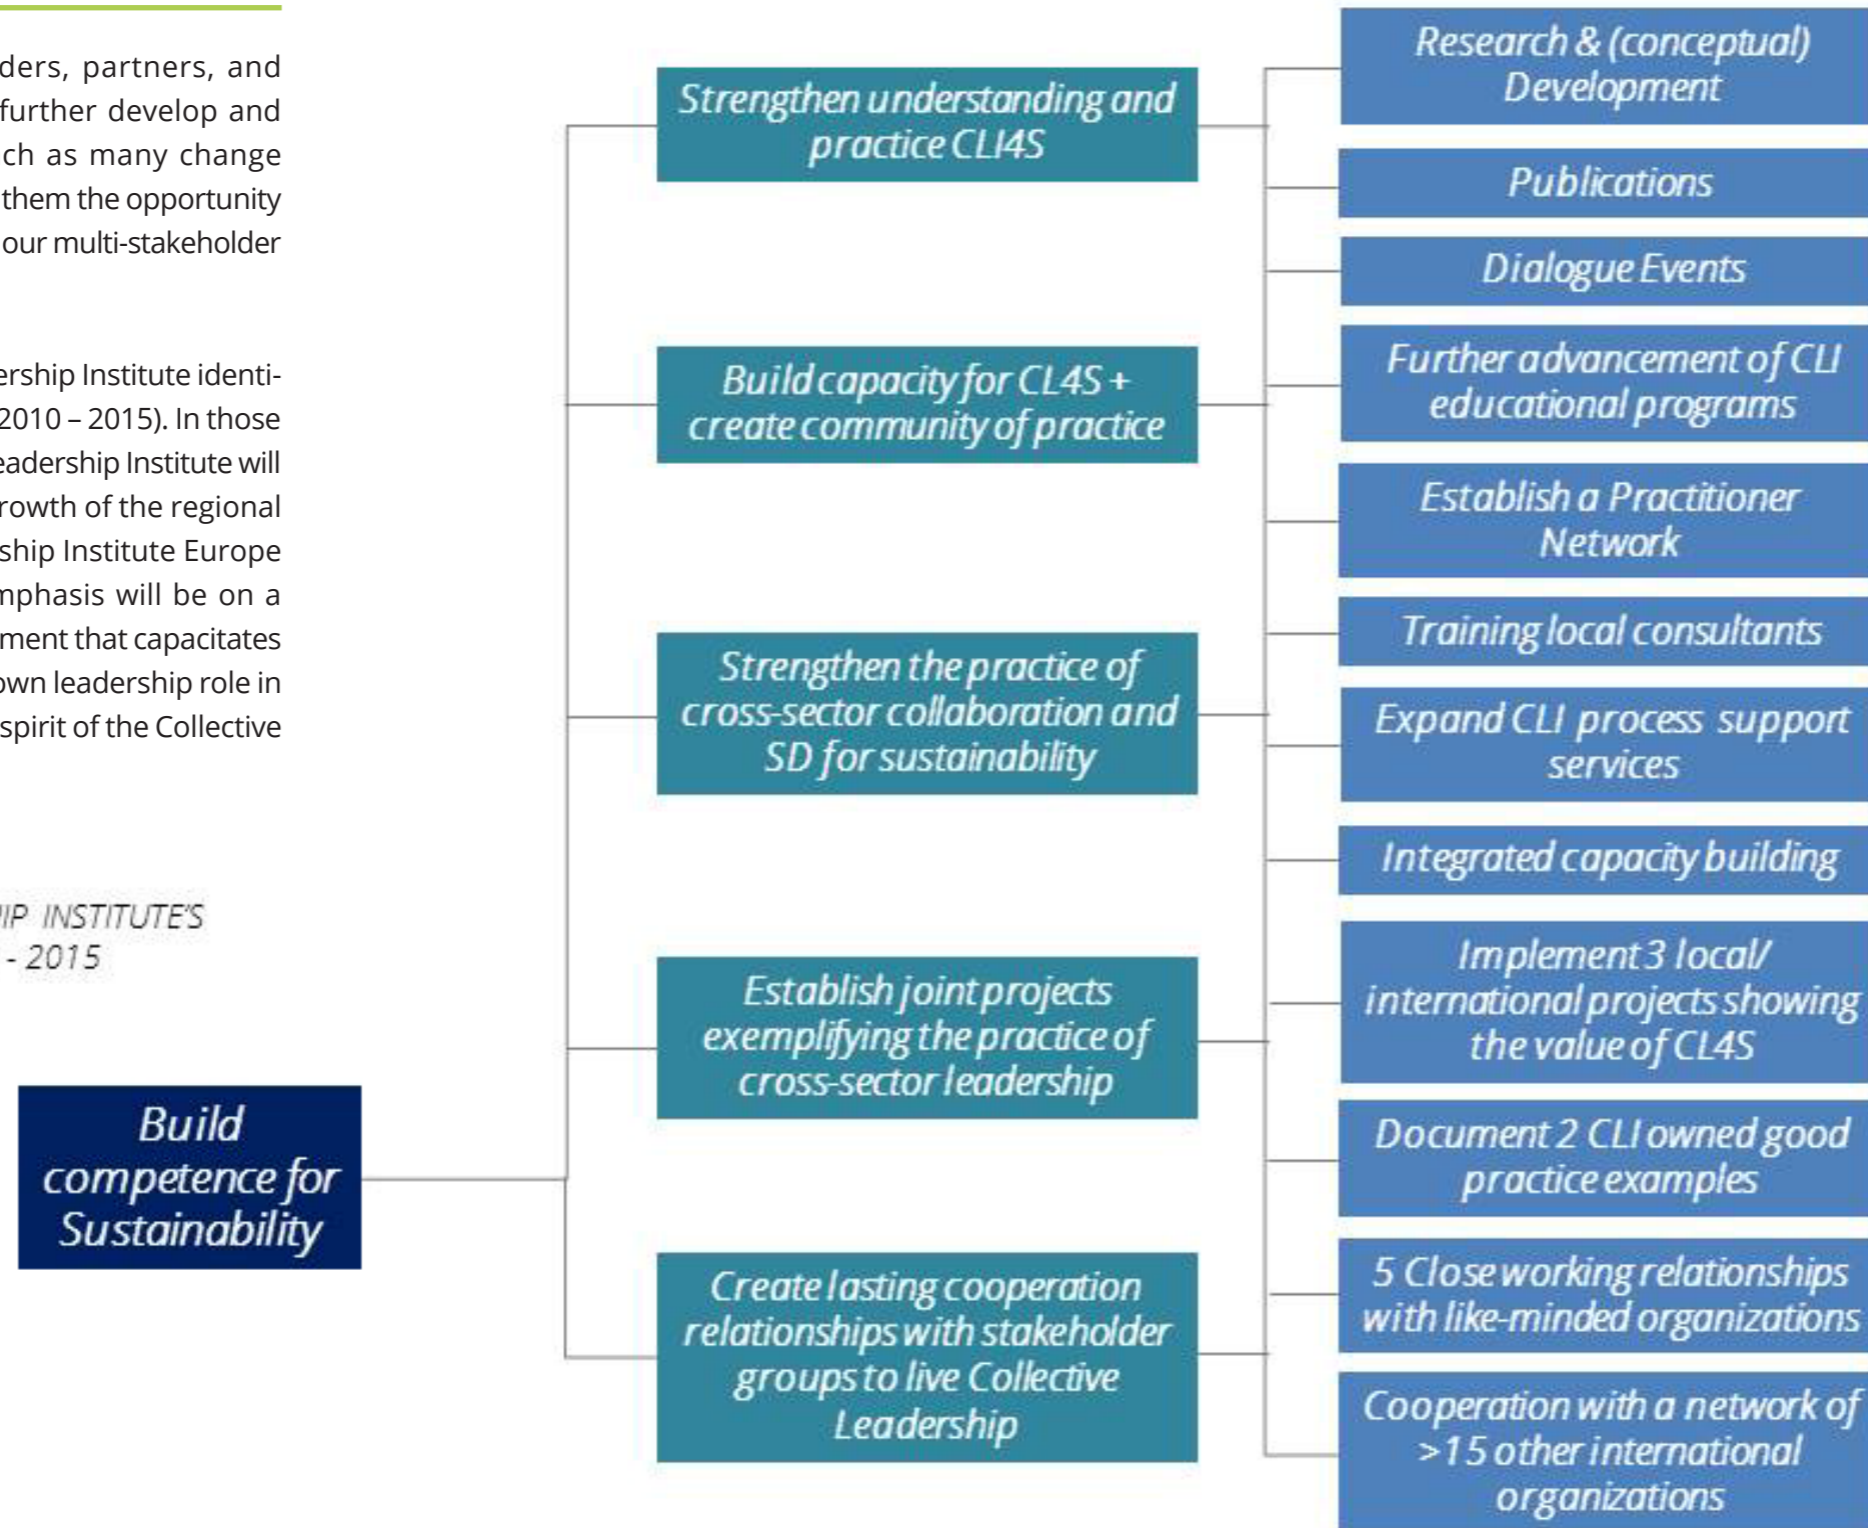 ders, partners, and
further develop and
ch as many change
them the opportunity
our multi-stakeholder
ership Institute identi-
2010 – 2015). In those
eadership Institute will
rowth of the regional
ship Institute Europe
mphasis will be on a
ment that capacitates
own leadership role in
spirit of the Collective
IP INSTITUTE'S
- 2015
Build
competence for
Sustainability
Strengthen understanding and
practice CLI4S
Build capacity for CL4S +
create community of practice
Strengthen the practice of
cross-sector collaboration and
SD for sustainability
Establish joint projects
exemplifying the practice of
cross-sector leadership
Create lasting cooperation
relationships with stakeholder
groups to live Collective
Leadership
Research & (conceptual)
Development
Publications
Dialogue Events
Further advancement of CLI
educational programs
Establish a Practitioner
Network
Training local consultants
Expand CLI process support
services
Integrated capacity building
Implement 3 local/
international projects showing
the value of CL4S
Document 2 CLI owned good
practice examples
5 Close working relationships
with like-minded organizations
Cooperation with a network of
>15 other international
organizations